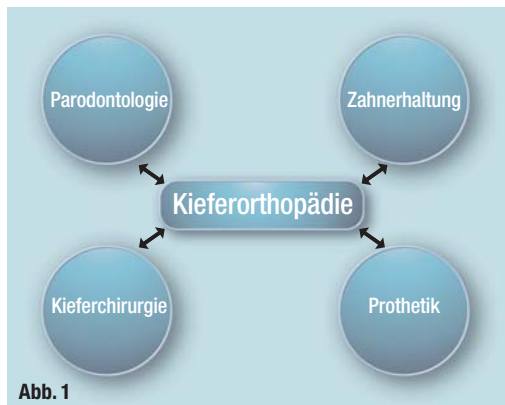 Parodontologie
Zahnerhaltung
Kieferorthopädie
Kieferchirurgie
Prothetik
Abb. 1